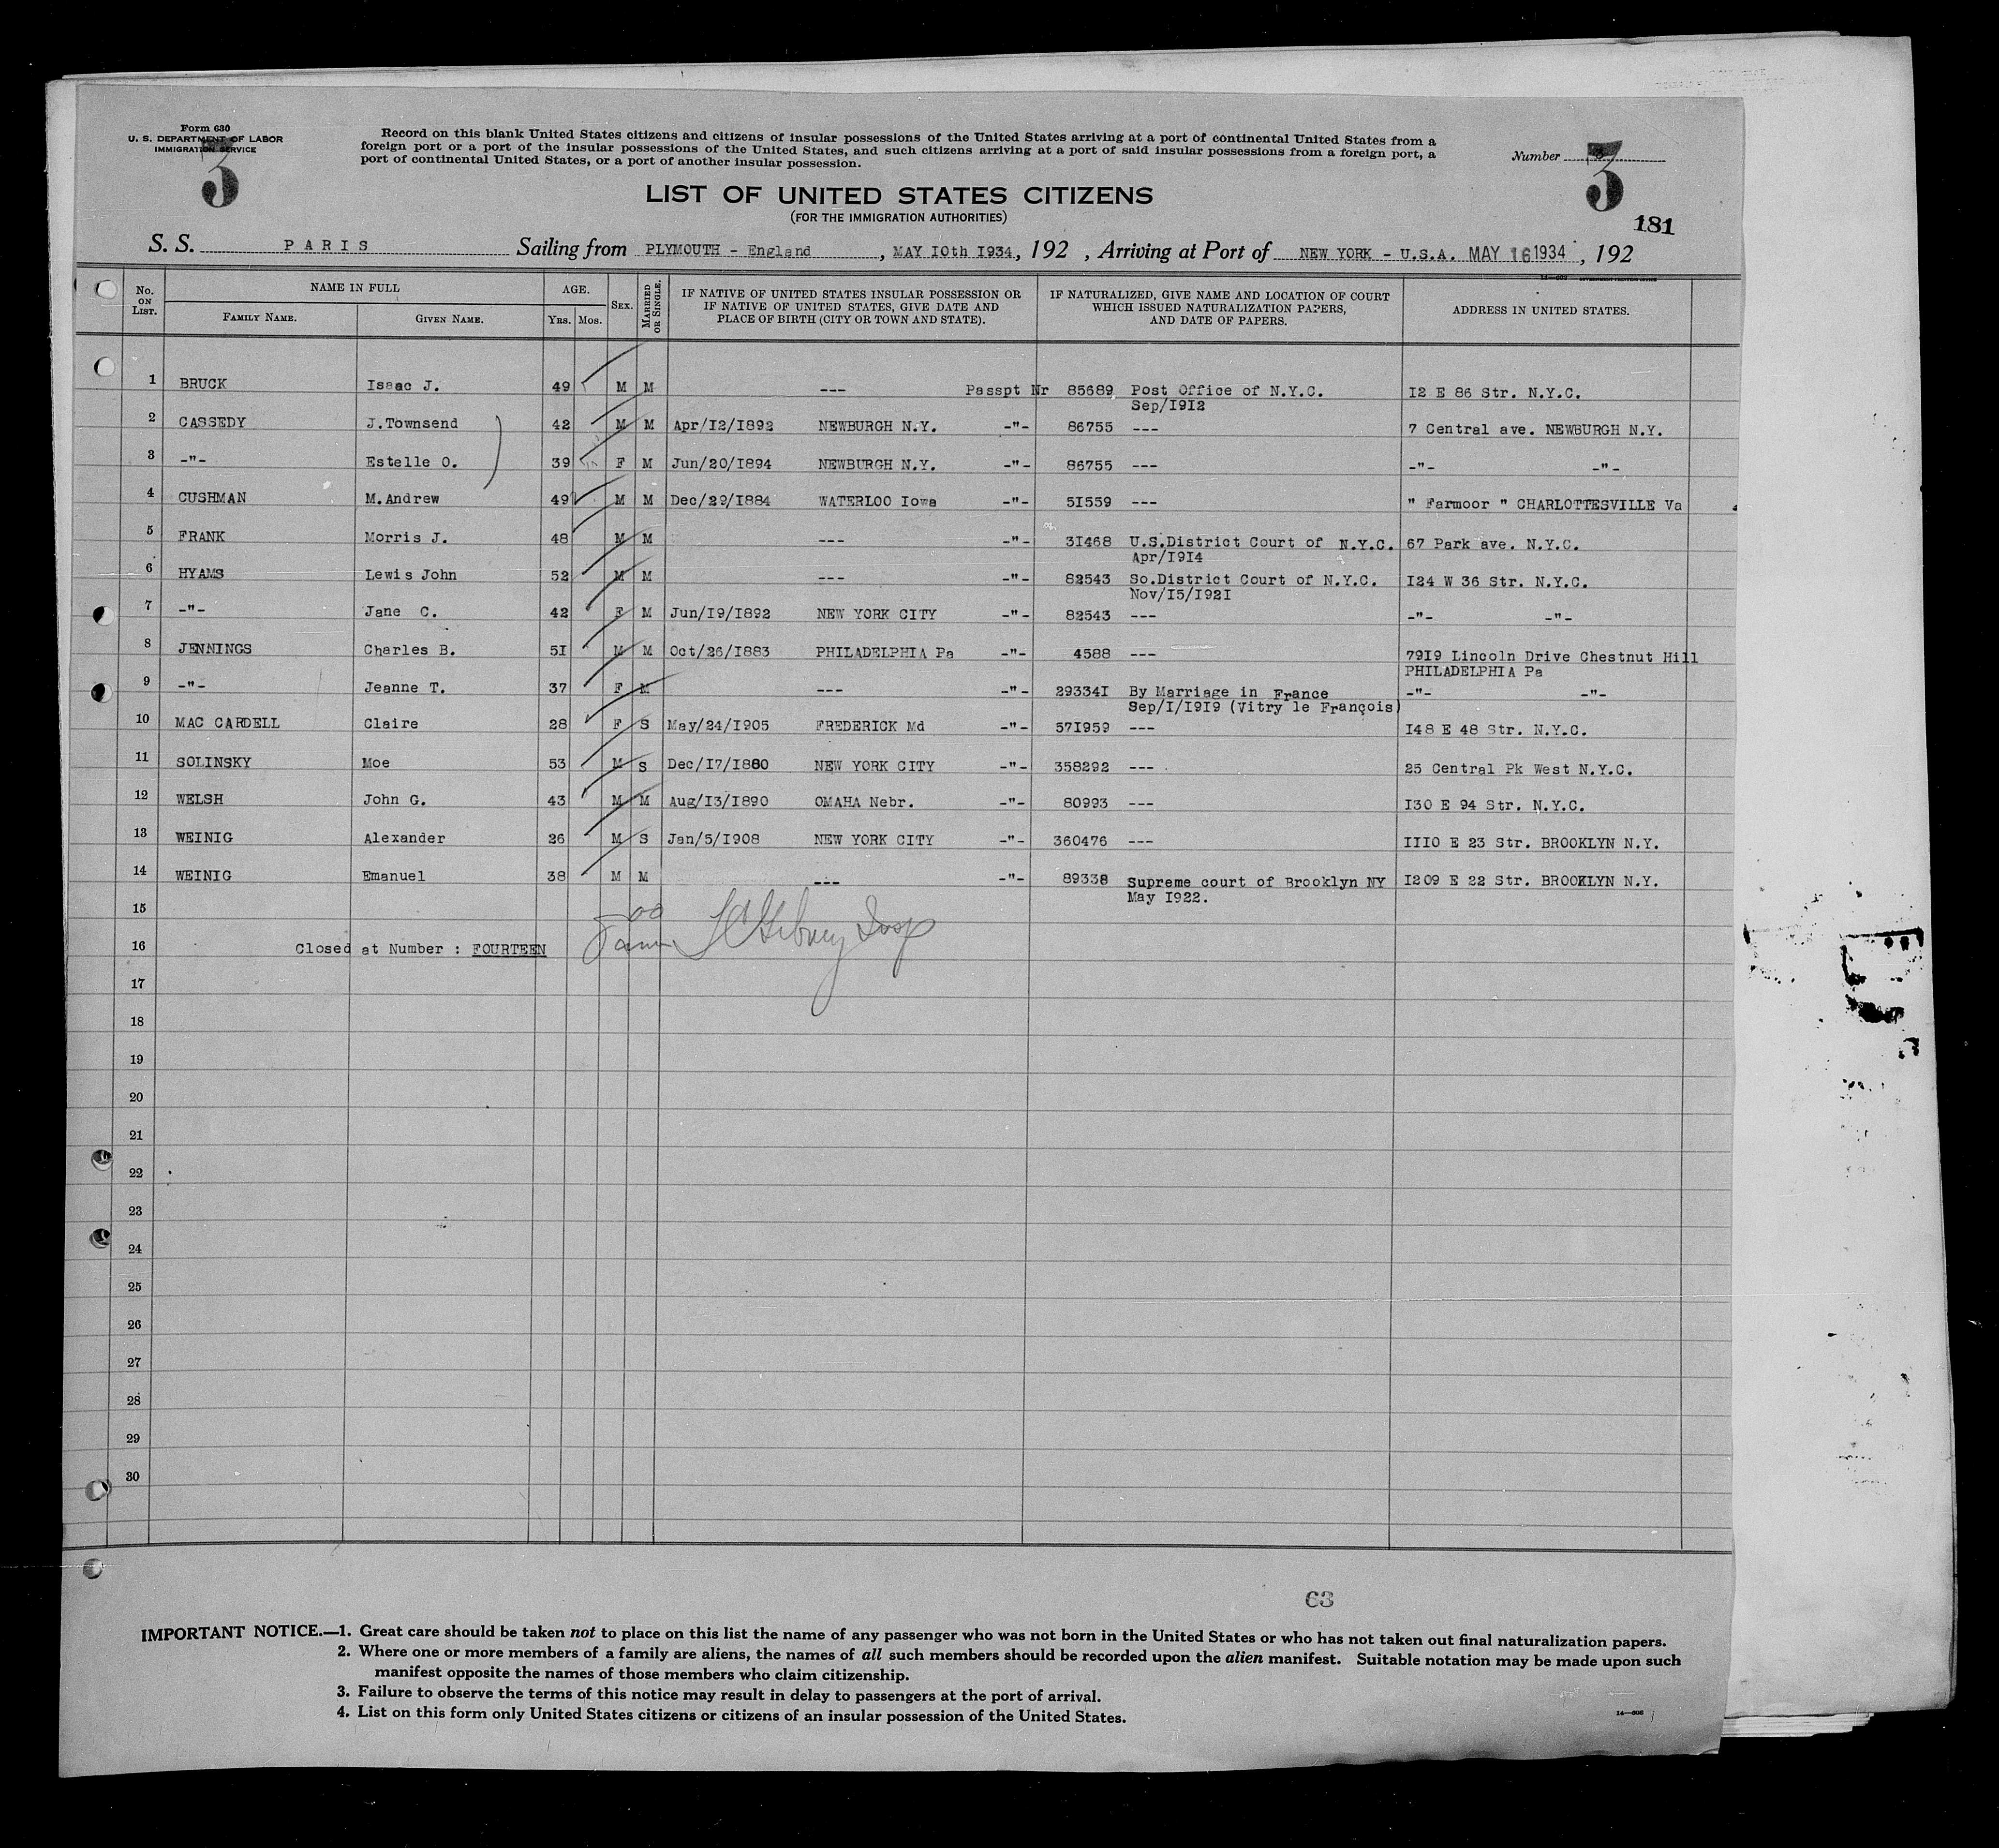 Form 630
U. S. DEPARTMENT OF LABOR
IMMIGRATION SERVICE
3
Record on this blank United States citizens and citizens of insular possessions of the United States arriving at a port of continental United States from a
foreign port or a port of the insular possessions of the United States, and such citizens arriving at a port of said insular possessions from a foreign port, a
port of continental United States, or a port of another insular possession.
Number 3
LIST OF UNITED STATES CITIZENS
(FOR THE IMMIGRATION AUTHORITIES)
181
S. S. PARIS Sailing from PLYMOUTH - England , MAY I0th I934, 192 , Arriving at Port of NEW YORK - U.S.A. MAY 16 1934 , 192
No. ON LIST. NAME IN FULL FAMILY NAME. GIVEN NAME. AGE. YRS. MOS. SEX. MARRIED OR SINGLE. IF NATIVE OF UNITED STATES INSULAR POSSESSION OR IF NATIVE OF UNITED STATES, GIVE DATE AND PLACE OF BIRTH (CITY OR TOWN AND STATE). IF NATURALIZED, GIVE NAME AND LOCATION OF COURT WHICH ISSUED NATURALIZATION PAPERS, AND DATE OF PAPERS. ADDRESS IN UNITED STATES.
1 BRUCK Isaac J. 49 M M --- Passpt Nr 85689 Post Office of N.Y.C. I2 E 86 Str. N.Y.C.
Sep/I9I2
2 CASSEDY J.Townsend 42 M M Apr/I2/I892 NEWBURGH N.Y. -"- 86755 --- 7 Central ave. NEWBURGH N.Y.
3 -"- Estelle O. 39 F M Jun/20/I894 NEWBURGH N.Y. -"- 86755 --- -"- -"-
4 CUSHMAN M.Andrew 49 M M Dec/29/I884 WATERLOO Iowa -"- 5I559 --- " Farmoor " CHARLOTTESVILLE Va
5 FRANK Morris J. 48 M M --- -"- 3I468 U.S.District Court of N.Y.C. 67 Park ave. N.Y.C.
Apr/I9I4
6 HYAMS Lewis John 52 M M --- -"- 82543 So.District Court of N.Y.C. I24 W 36 Str. N.Y.C.
Nov/I5/I92I
7 -"- Jane C. 42 F M Jun/I9/I892 NEW YORK CITY -"- 82543 --- -"- -"-
8 JENNINGS Charles B. 5I M M Oct/26/I883 PHILADELPHIA Pa -"- 4588 --- 79I9 Lincoln Drive Chestnut Hill
PHILADELPHIA Pa
9 -"- Jeanne T. 37 F M --- -"- 29334I By Marriage in France -"- -"-
Sep/I/I9I9 (Vitry le François)
10 MAC CARDELL Claire 28 F S May/24/I905 FREDERICK Md -"- 57I959 --- I48 E 48 Str. N.Y.C.
11 SOLINSKY Moe 53 M S Dec/I7/I880 NEW YORK CITY -"- 358292 --- 25 Central Pk West N.Y.C.
12 WELSH John G. 43 M M Aug/I3/I890 OMAHA Nebr. -"- 80993 --- I30 E 94 Str. N.Y.C.
13 WEINIG Alexander 26 M S Jan/5/I908 NEW YORK CITY -"- 360476 --- IIIO E 23 Str. BROOKLYN N.Y.
14 WEINIG Emanuel 38 M M --- -"- 89338 Supreme court of Brooklyn NY I209 E 22 Str. BROOKLYN N.Y.
May I922.
15
16 Closed at Number : FOURTEEN
17
18
19
20
21
22
23
24
25
26
27
28
29
30
63
IMPORTANT NOTICE.—1. Great care should be taken not to place on this list the name of any passenger who was not born in the United States or who has not taken out final naturalization papers.
2. Where one or more members of a family are aliens, the names of all such members should be recorded upon the alien manifest. Suitable notation may be made upon such
manifest opposite the names of those members who claim citizenship.
3. Failure to observe the terms of this notice may result in delay to passengers at the port of arrival.
4. List on this form only United States citizens or citizens of an insular possession of the United States.